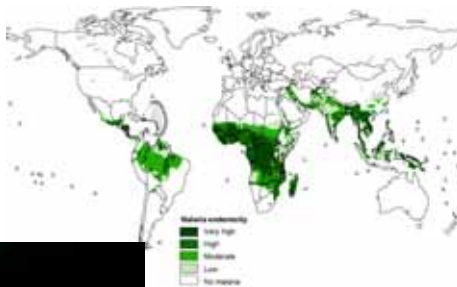 Malaria endemicity
Very high
High
Moderate
Low
No malaria